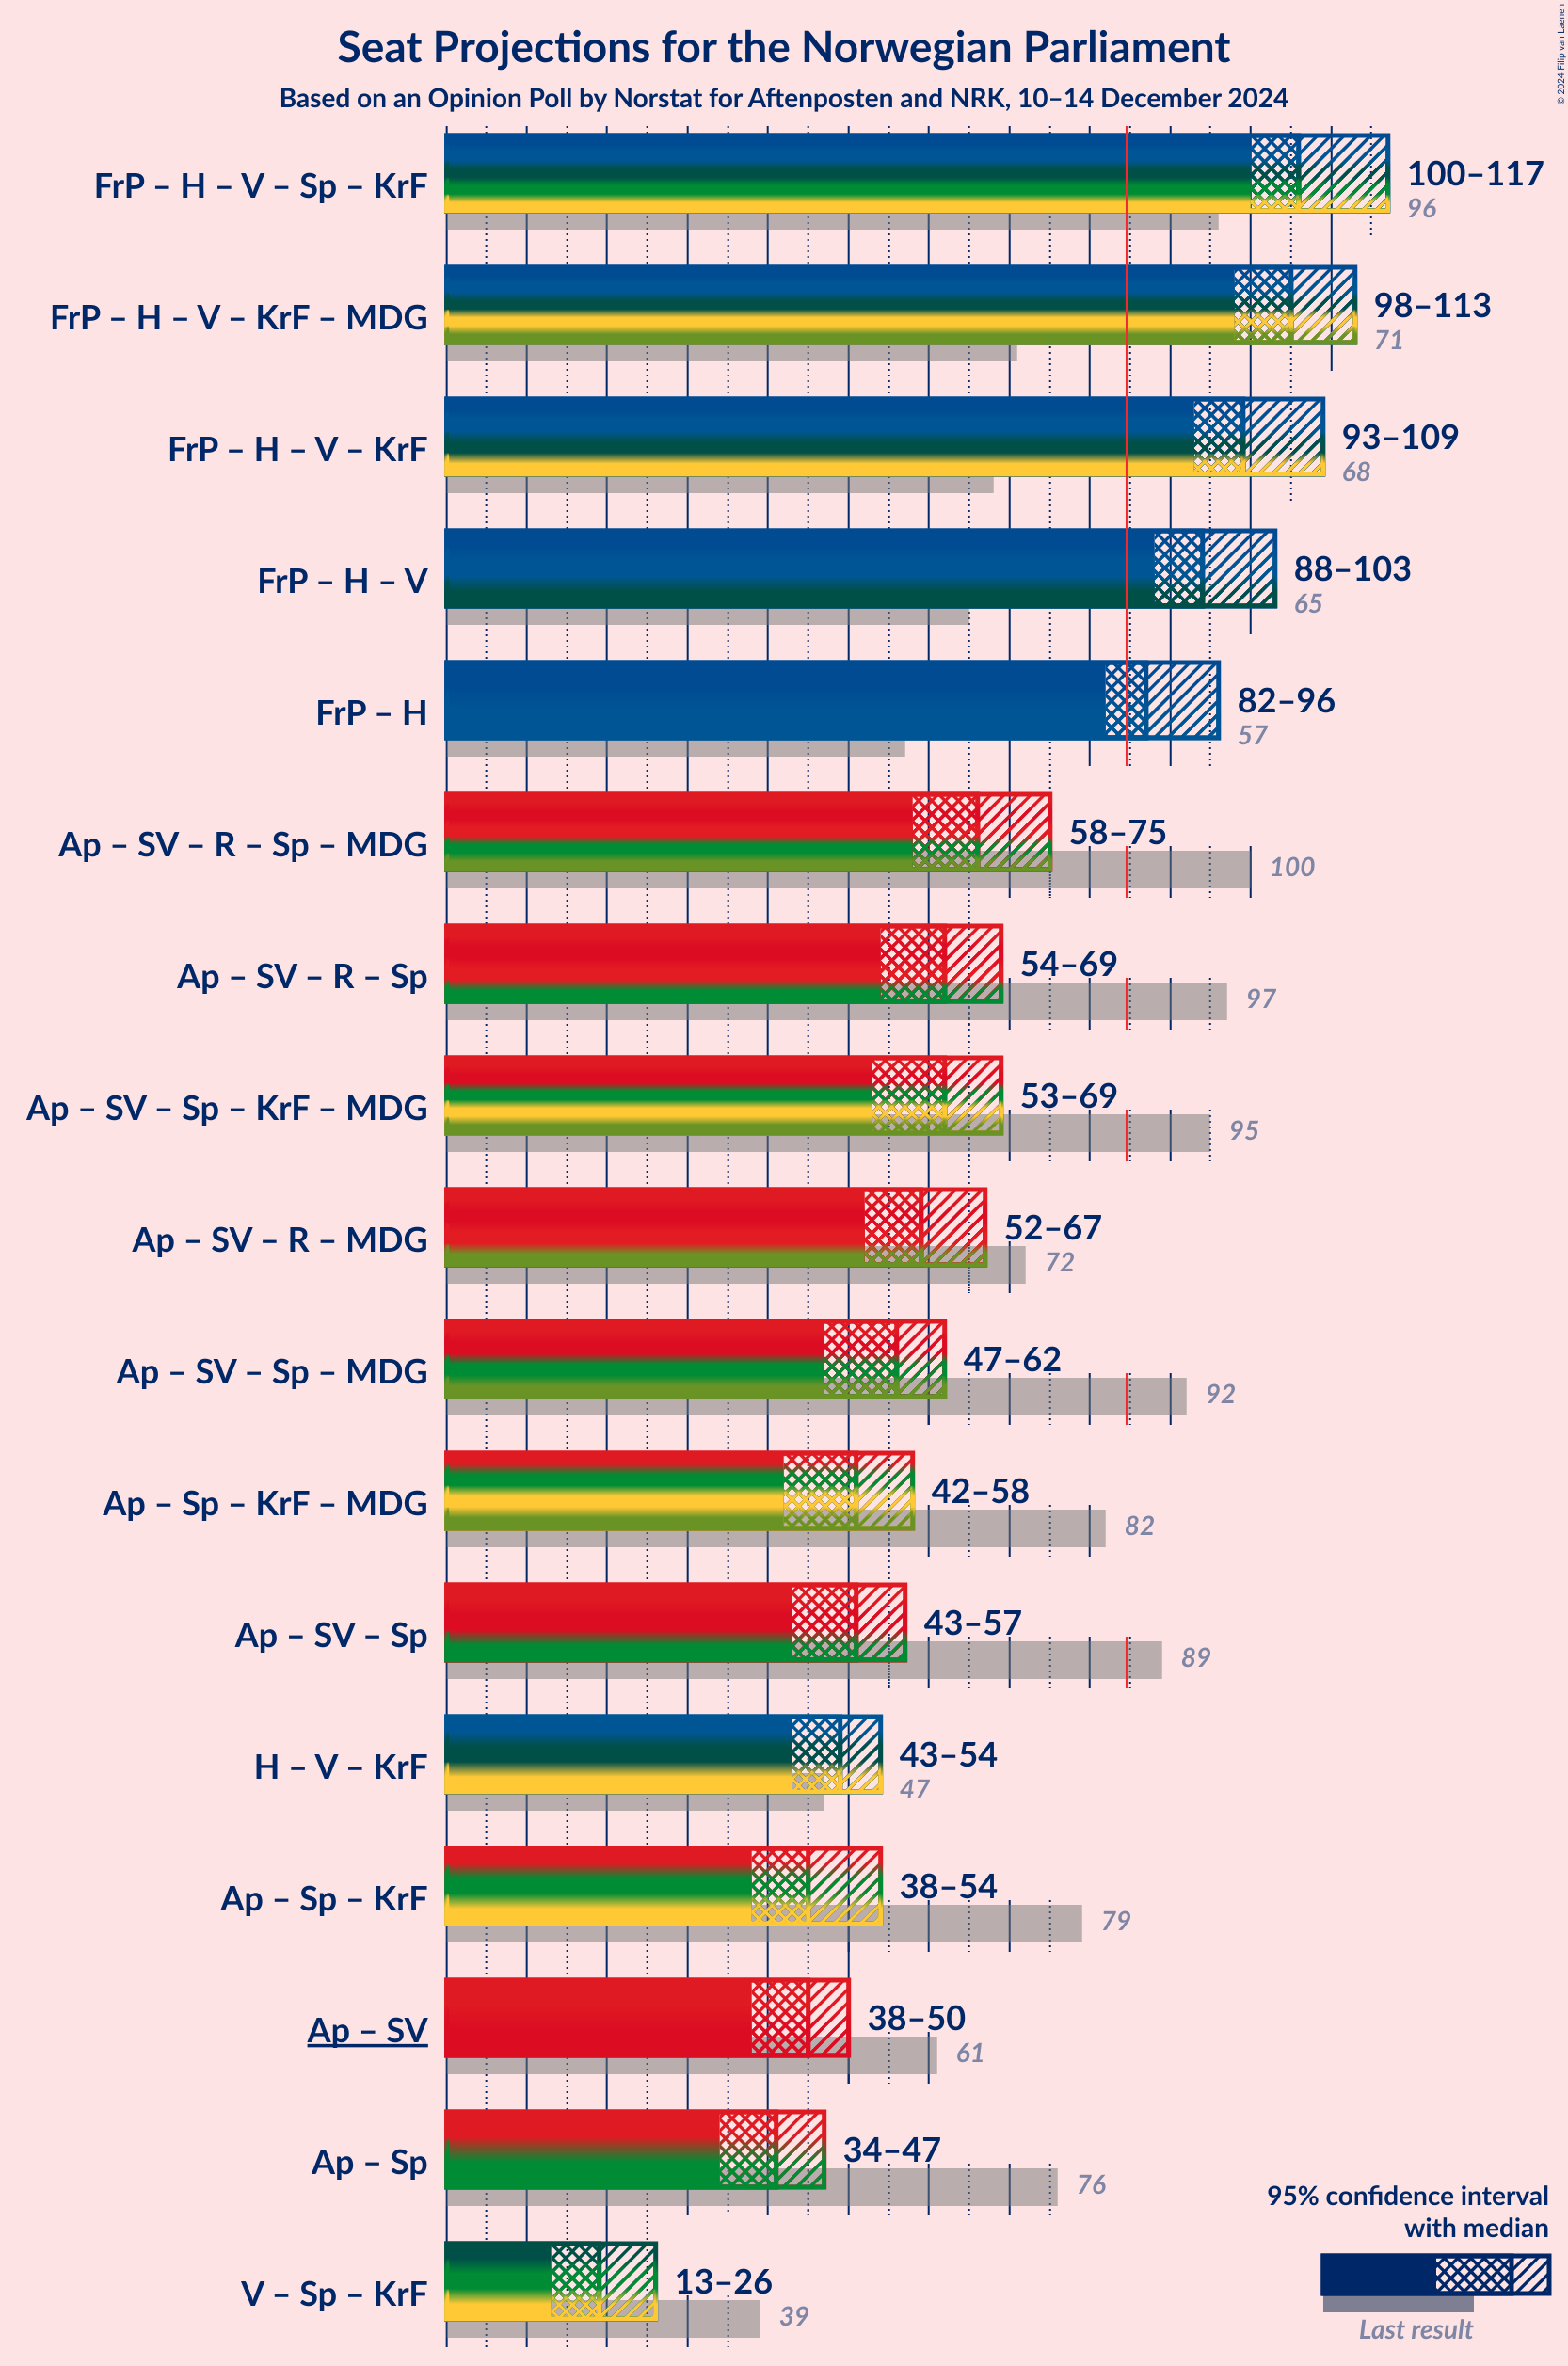 Seat Projections for the Norwegian Parliament
Based on an Opinion Poll by Norstat for Aftenposten and NRK, 10–14 December 2024
© 2024 Filip van Laenen
FrP – H – V – Sp – KrF
100–117
96
FrP – H – V – KrF – MDG
98–113
71
FrP – H – V – KrF
93–109
68
FrP – H – V
88–103
65
FrP – H
82–96
57
Ap – SV – R – Sp – MDG
58–75
100
Ap – SV – R – Sp
54–69
97
Ap – SV – Sp – KrF – MDG
53–69
95
Ap – SV – R – MDG
52–67
72
Ap – SV – Sp – MDG
47–62
92
Ap – Sp – KrF – MDG
42–58
82
Ap – SV – Sp
43–57
89
H – V – KrF
43–54
47
Ap – Sp – KrF
38–54
79
Ap – SV
38–50
61
Ap – Sp
34–47
76
V – Sp – KrF
13–26
39
95% confidence interval
with median
Last result